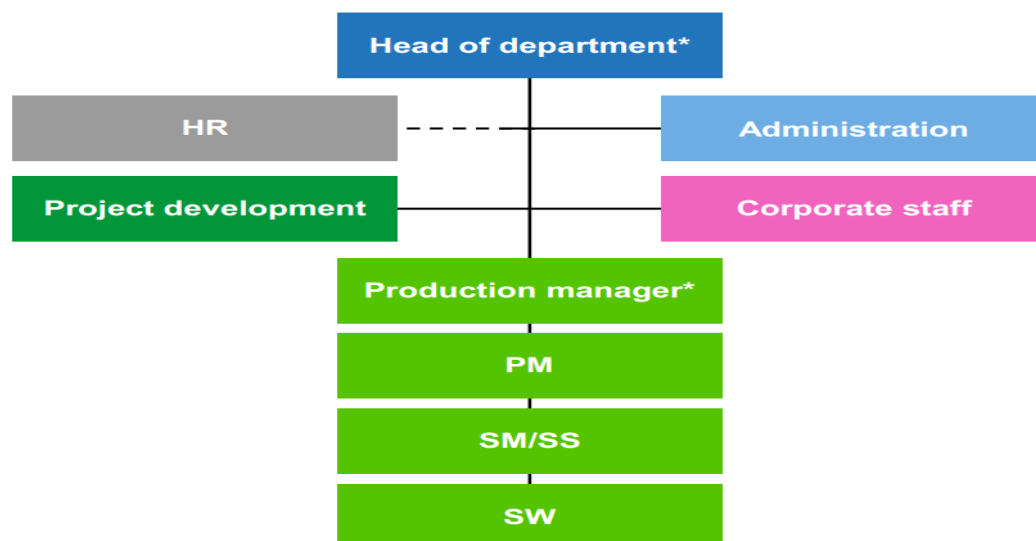 Head of department*
HR
Administration
Project development
Corporate staff
Production manager*
PM
SM/SS
SW